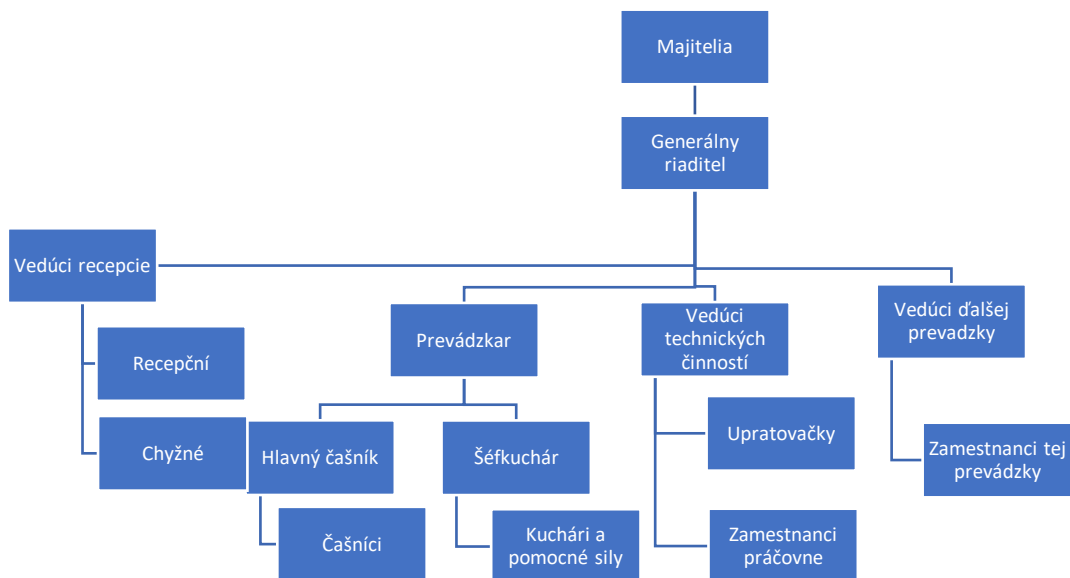 Majitelia
Generálny
riaditel
Vedúci recepcie
Recepční
Chyžné
Prevádzkar
Hlavný čašník
Čašníci
Šéfkuchár
Kuchári a
pomocné sily
Vedúci
technických
činností
Upratovačky
Zamestnanci
práčovne
Vedúci ďalšej
prevadzky
Zamestnanci tej
prevádzky